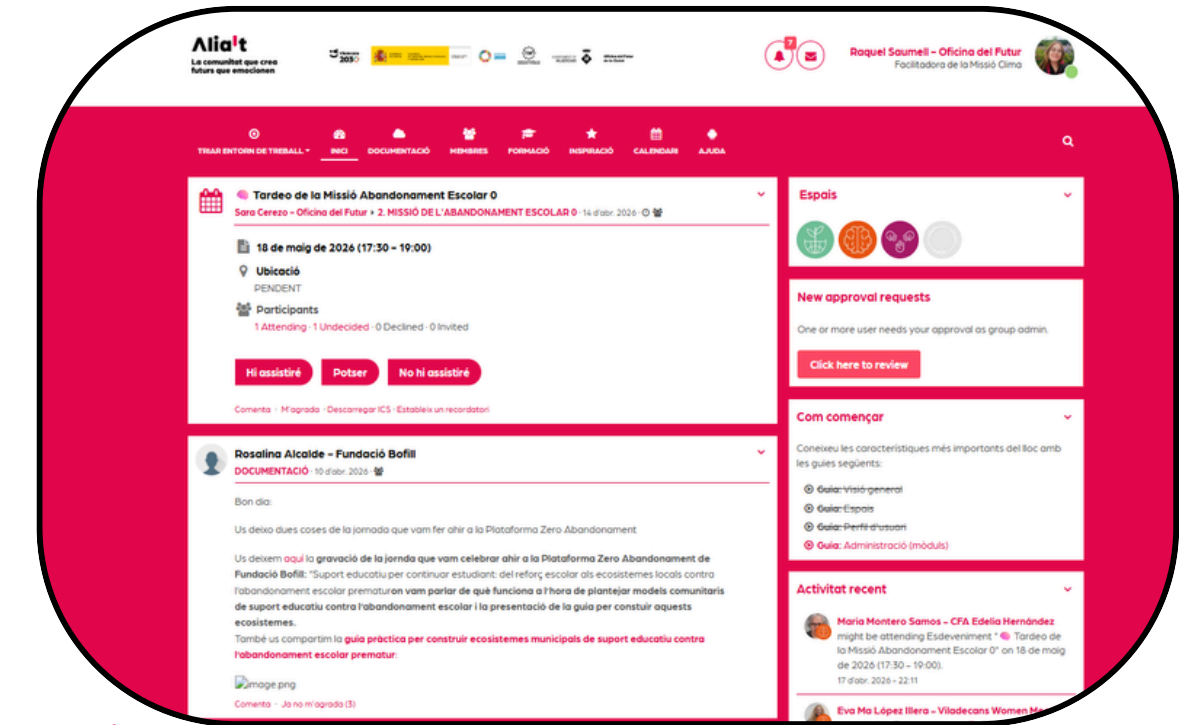 Alia't
La comunitat que crea
futurs que emocionen
2030
7
Raquel Saumell - Oficina del Futur
Facilitadora de la Missió Clima
TRIAR ENTORN DE TREBALL
INICI
DOCUMENTACIÓ
MEMBRES
FORMACIÓ
INSPIRACIÓ
CALENDARI
AJUDA
Tardeo de la Missió Abandonament Escolar 0
Sara Cerezo - Oficina del Futur ▸ 2. MISSIÓ DE L'ABANDONAMENT ESCOLAR 0 · 14 d'abr. 2026 ·
18 de maig de 2026 (17:30 - 19:00)
Ubicació
PENDENT
Participants
1 Attending · 1 Undecided · 0 Declined · 0 Invited
Hi assistiré
Potser
No hi assistiré
Comenta · M'agrada · Descarregar ICS · Estableix un recordatori
Rosalina Alcalde - Fundació Bofill
DOCUMENTACIÓ · 10 d'abr. 2026 ·
Bon dia:
Us deixo dues coses de la jornada que vam fer ahir a la Plataforma Zero Abandonament
Us deixem aquí la gravació de la jornda que vam celebrar ahir a la Plataforma Zero Abandonament de
Fundació Bofill: "Suport educatiu per continuar estudiant: del reforç escolar als ecosistemes locals contra
l'abandonament escolar prematuron vam parlar de què funciona a l'hora de plantejar models comunitaris
de suport educatiu contra l'abandonament escolar i la presentació de la guia per constuir aquests
ecosistemes.
També us compartim la guia pràctica per construir ecosistemes municipals de suport educatiu contra
l'abandonament escolar prematur:
image.png
Comenta · Ja no m'agrada (3)
Espais
New approval requests
One or more user needs your approval as group admin.
Click here to review
Com començar
Coneixeu les característiques més importants del lloc amb
les guies següents:
Guia: Visió general
Guia: Espais
Guia: Perfil d'usuari
Guia: Administració (mòduls)
Activitat recent
Maria Montero Samos - CFA Edelia Hernández
might be attending Esdeveniment " Tardeo de
la Missió Abandonament Escolar 0" on 18 de maig
de 2026 (17:30 - 19:00).
17 d'abr. 2026 - 22:11
Eva Ma López Illera - Viladecans Women